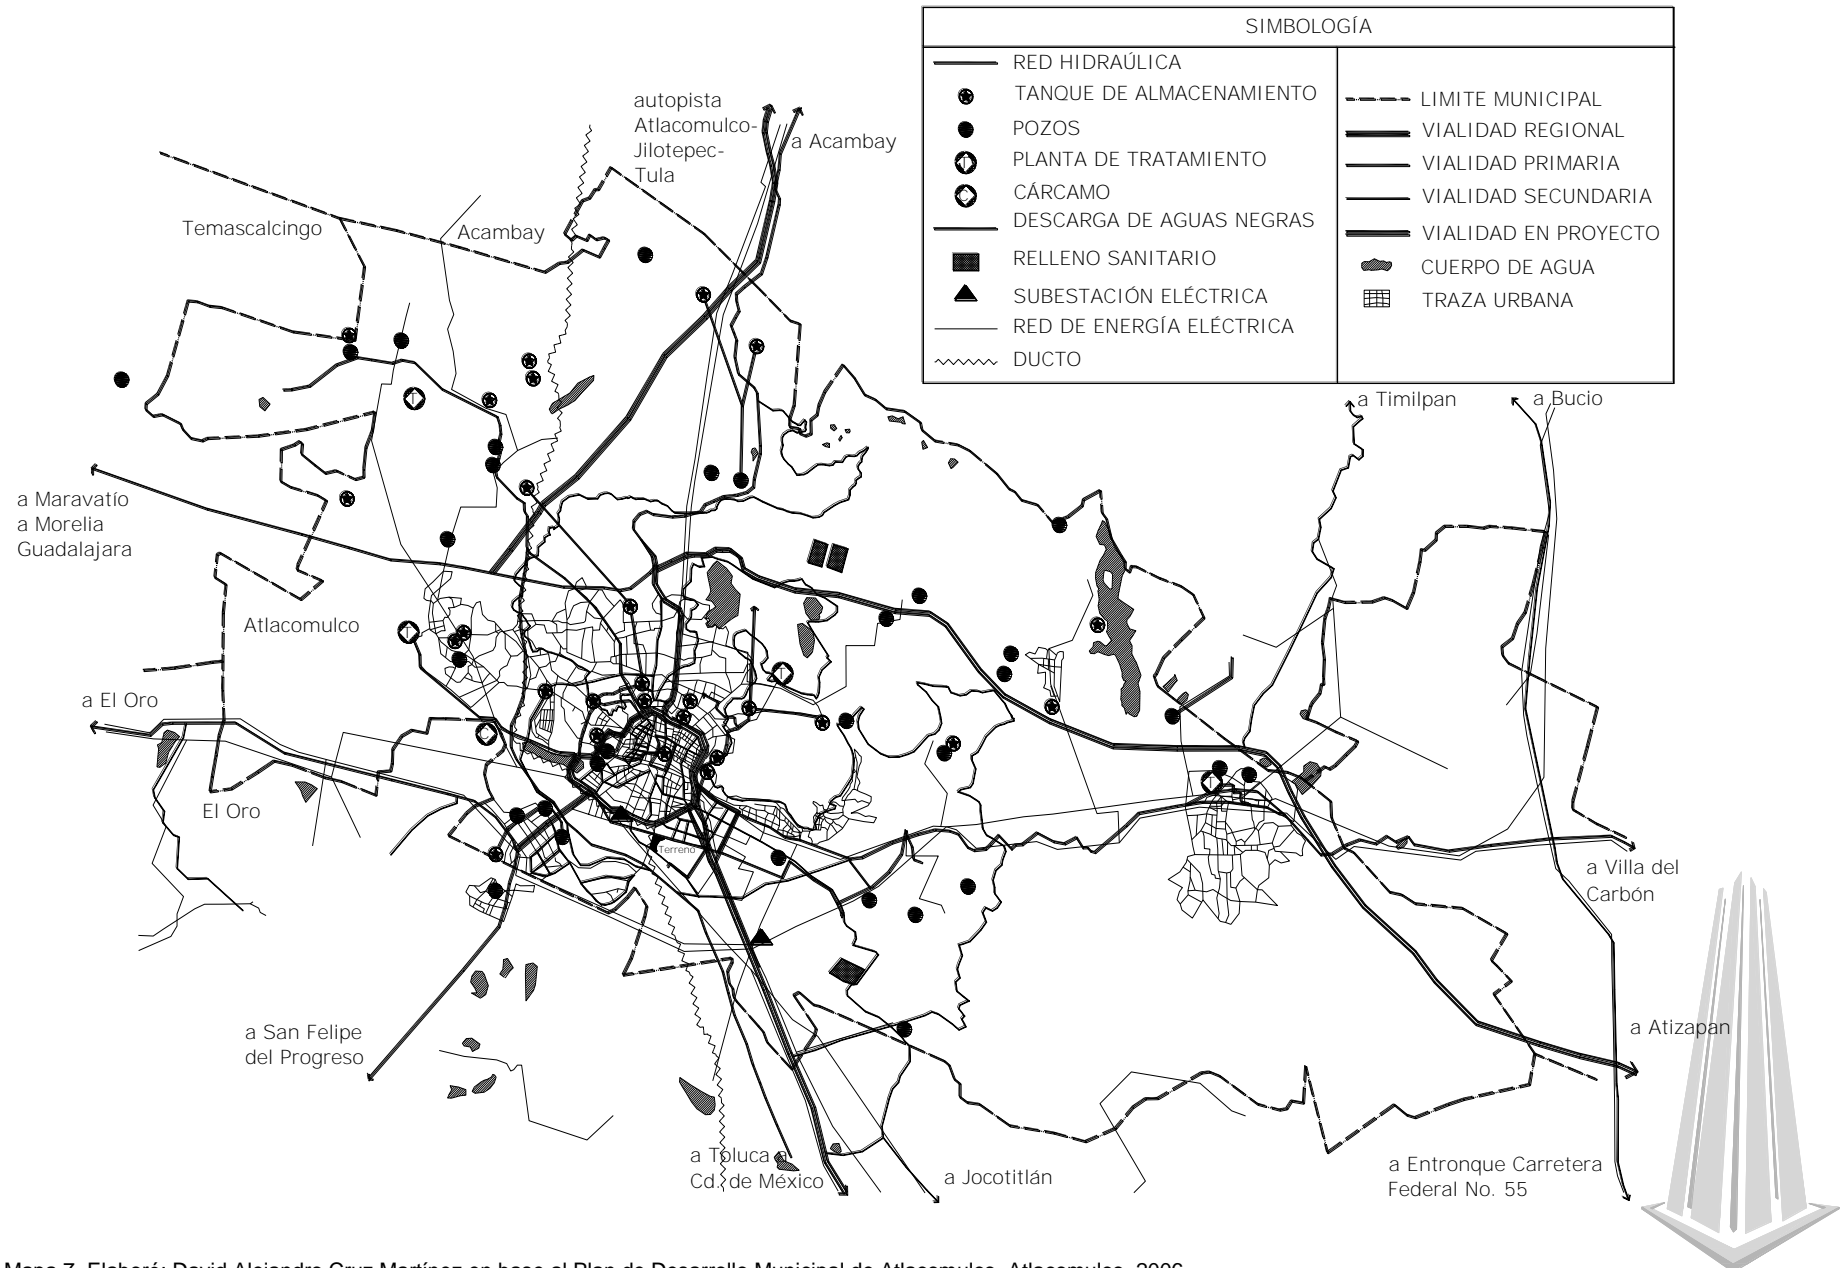 SIMBOLOGÍA
RED HIDRAÚLICA
TANQUE DE ALMACENAMIENTO
POZOS
PLANTA DE TRATAMIENTO
CÁRCAMO
DESCARGA DE AGUAS NEGRAS
RELLENO SANITARIO
SUBESTACIÓN ELÉCTRICA
RED DE ENERGÍA ELÉCTRICA
DUCTO
LIMITE MUNICIPAL
VIALIDAD REGIONAL
VIALIDAD PRIMARIA
VIALIDAD SECUNDARIA
VIALIDAD EN PROYECTO
CUERPO DE AGUA
TRAZA URBANA
autopista
Atlacomulco-
Jilotepec-
Tula
a Acambay
Temascalcingo
Acambay
a Timilpan
a Bucio
a Maravatío
a Morelia
Guadalajara
Atlacomulco
a El Oro
El Oro
Terreno
a Villa del
Carbón
a San Felipe
del Progreso
a Atizapan
a Toluca a
Cd. de México
a Jocotitlán
a Entronque Carretera
Federal No. 55
T
T
T
T
C
Mapa 7. Elaboró: David Alejandro Cruz Martínez en base al Plan de Desarrollo Municipal de Atlacomulco, Atlacomulco, 2006